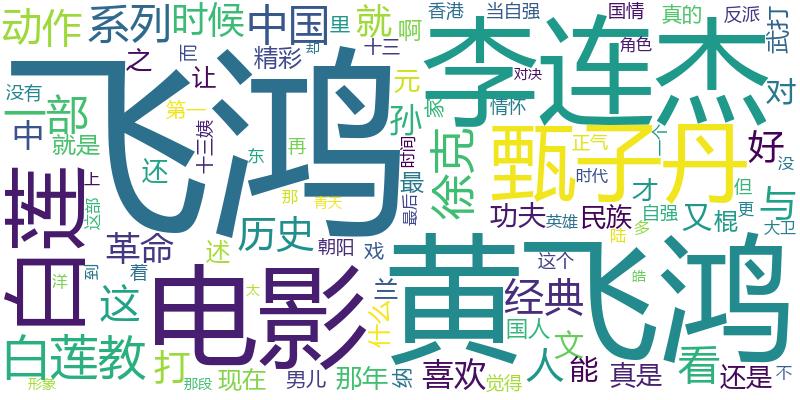 动作
系列
时候
中国
里
就
啊
香港
当自强
国情
真的
反派
武打
之
而
让
精彩
却
十三
李连杰
角色
对决
没有
第一
元
家
情怀
一部
飞鸿
孙
对
中
就是
十三姨
还
东
再
时间
徐克
甄子丹
正气
一个
好
没
白莲
上
这部
那
最
时代
才
但
青天
最后
功夫
英雄
民族
自强
又
棍
更
与
大卫
革命
述
历史
朝阳
戏
陆
多
洋
到
着
电影
黄飞鸿
这个
皓
这
太
兰
经典
什么
国人
文
白莲教
打
人
能
看
不
形象
那段
现在
男儿
那年
纳
喜欢
觉得
真是
还是